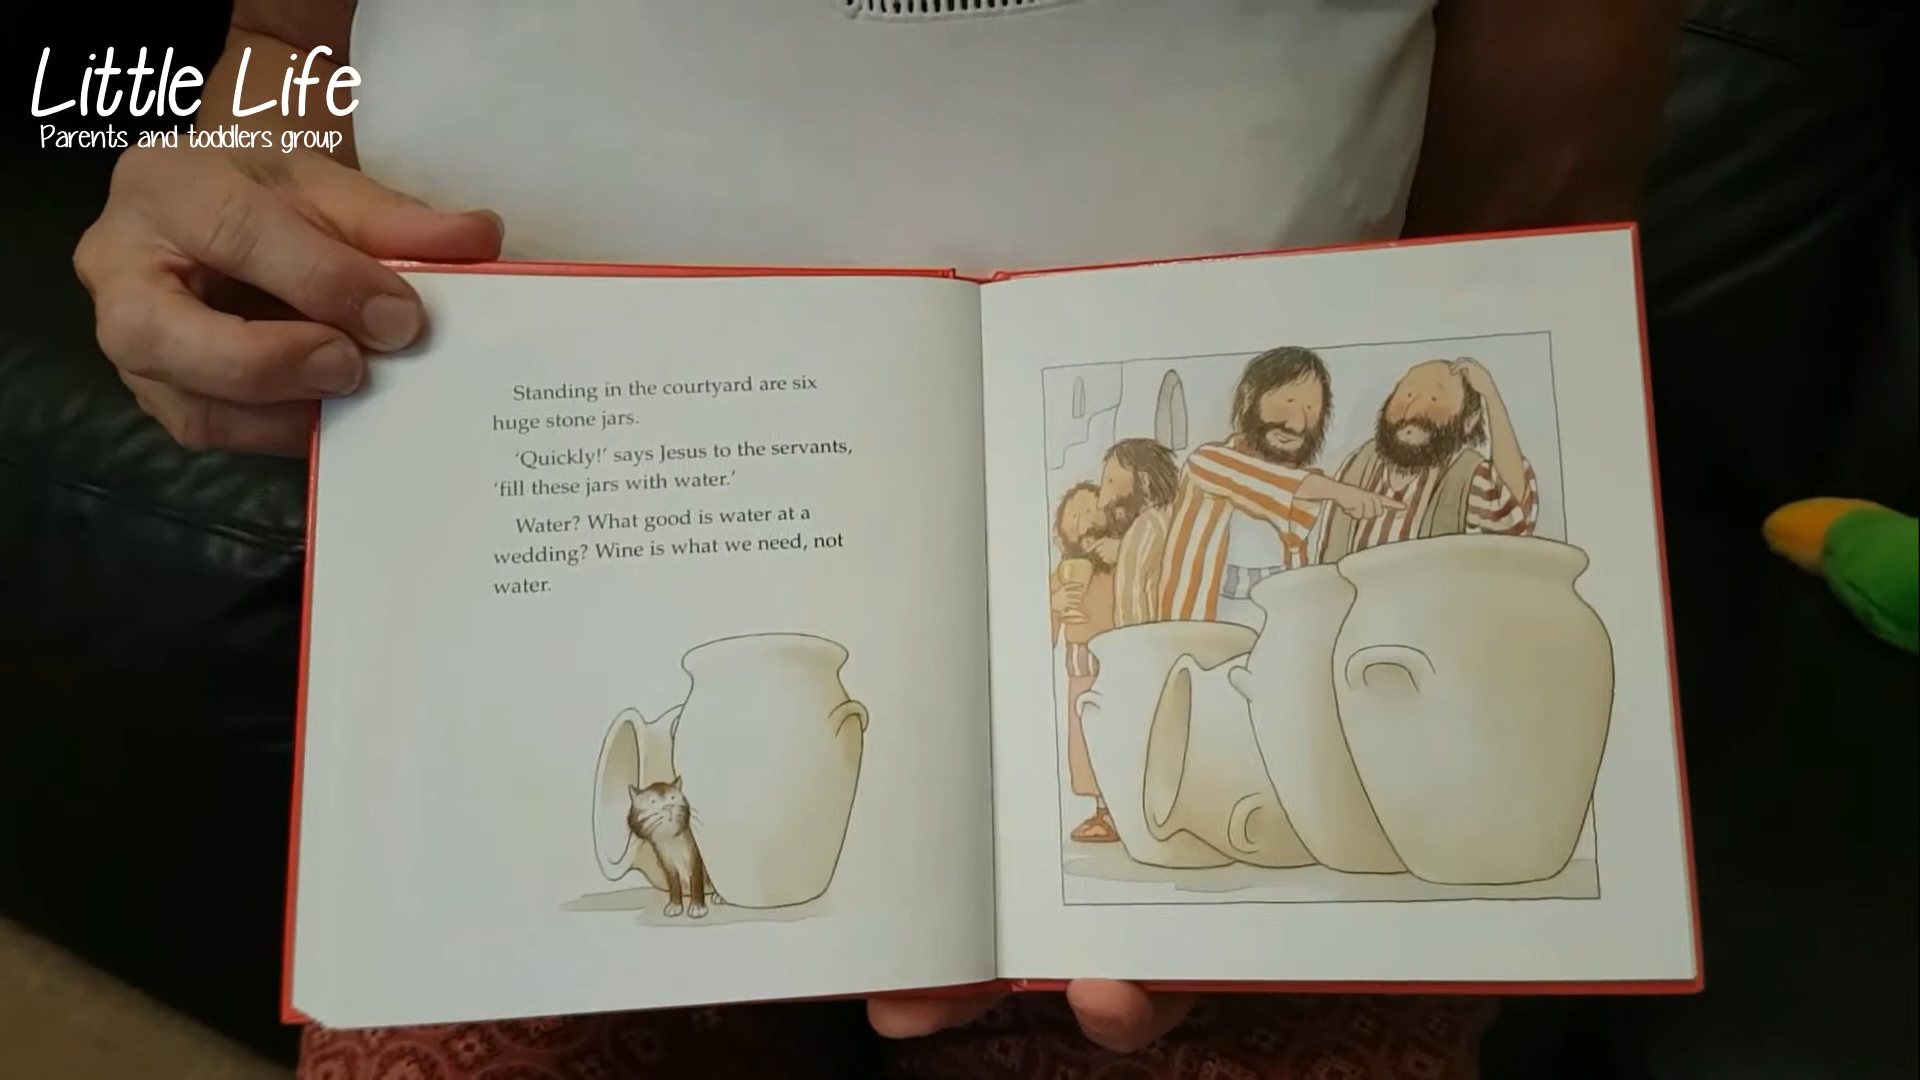 Little Life
Parents and toddlers group
Standing in the courtyard are six
huge stone jars.
‘Quickly!’ says Jesus to the servants,
‘fill these jars with water.’
Water? What good is water at a
wedding? Wine is what we need, not
water.